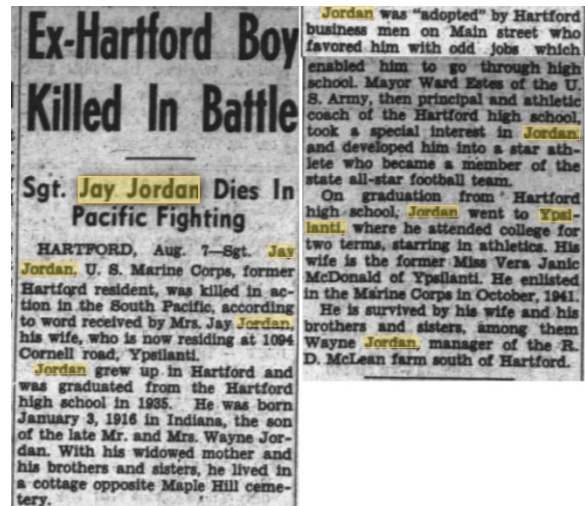 Ex-Hartford Boy
Killed In Battle
Sgt. Jay Jordan Dies In
Pacific Fighting
HARTFORD, Aug. 7—Sgt. Jay
Jordan, U. S. Marine Corps, former
Hartford resident, was killed in ac-
tion in the South Pacific, according
to word received by Mrs. Jay Jordan,
his wife, who is now residing at 1094
Cornell road, Ypsilanti.
Jordan grew up in Hartford and
was graduated from the Hartford
high school in 1935. He was born
January 3, 1916 in Indiana, the son
of the late Mr. and Mrs. Wayne Jor-
dan. With his widowed mother and
his brothers and sisters, he lived in
a cottage opposite Maple Hill ceme-
tery.
Jordan was "adopted" by Hartford
business men on Main street who
favored him with odd jobs which
enabled him to go through high
school. Mayor Ward Estes of the U.
S. Army, then principal and athletic
coach of the Hartford high school,
took a special interest in Jordan
and developed him into a star ath-
lete who became a member of the
state all-star football team.
On graduation from Hartford
high school, Jordan went to Ypsi-
lanti, where he attended college for
two terms, starring in athletics. His
wife is the former Miss Vera Janic
McDonald of Ypsilanti. He enlisted
in the Marine Corps in October, 1941
He is survived by his wife and his
brothers and sisters, among them
Wayne Jordan, manager of the R.
D. McLean farm south of Hartford.